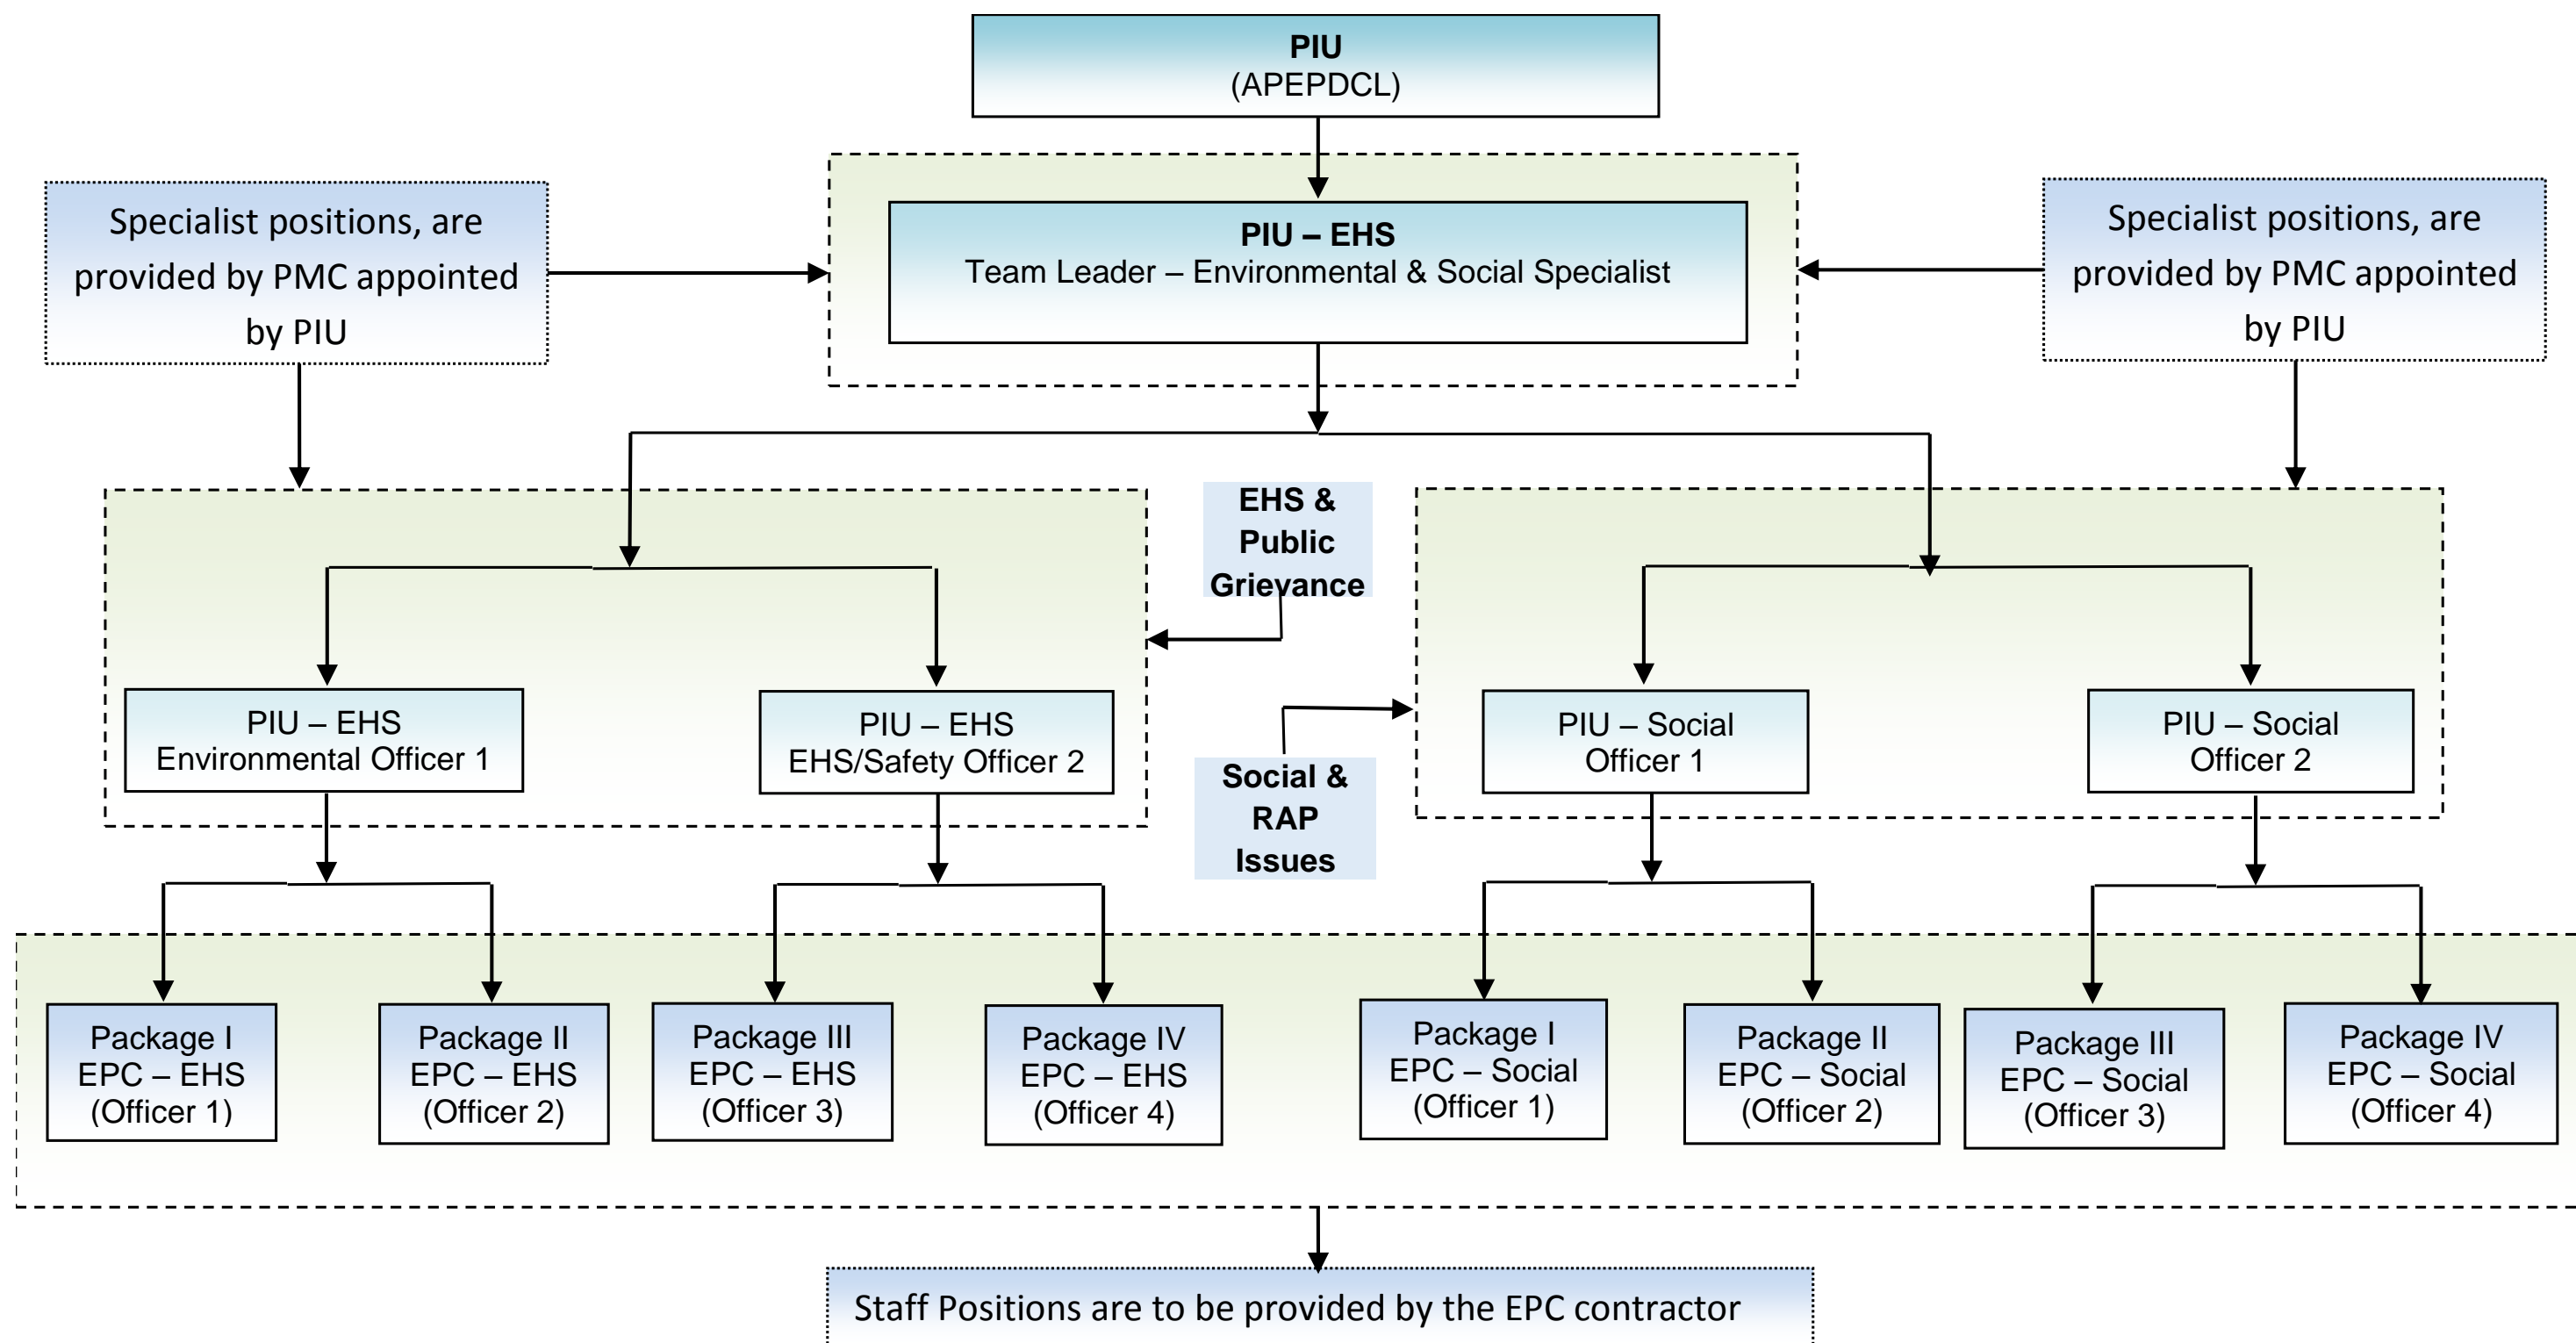 PIU
(APEPDCL)
Specialist positions, are
provided by PMC appointed
by PIU
PIU – EHS
Team Leader – Environmental & Social Specialist
Specialist positions, are
provided by PMC appointed
by PIU
EHS &
Public
Grievance
PIU – EHS
Environmental Officer 1
PIU – EHS
EHS/Safety Officer 2
Social &
RAP
Issues
PIU – Social
Officer 1
PIU – Social
Officer 2
Package I
EPC – EHS
(Officer 1)
Package II
EPC – EHS
(Officer 2)
Package III
EPC – EHS
(Officer 3)
Package IV
EPC – EHS
(Officer 4)
Package I
EPC – Social
(Officer 1)
Package II
EPC – Social
(Officer 2)
Package III
EPC – Social
(Officer 3)
Package IV
EPC – Social
(Officer 4)
Staff Positions are to be provided by the EPC contractor